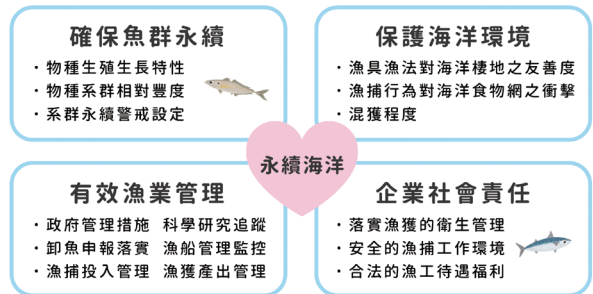 確保魚群永續
・物種生殖生長特性
・物種系群相對豐度
・系群永續警戒設定
保護海洋環境
・漁具漁法對海洋棲地之友善度
・漁捕行為對海洋食物網之衝擊
・混獲程度
永續海洋
有效漁業管理
・政府管理措施 科學研究追蹤
・卸魚申報落實 漁船管理監控
・漁捕投入管理 漁獲產出管理
企業社會責任
・落實漁獲的衛生管理
・安全的漁捕工作環境
・合法的漁工待遇福利